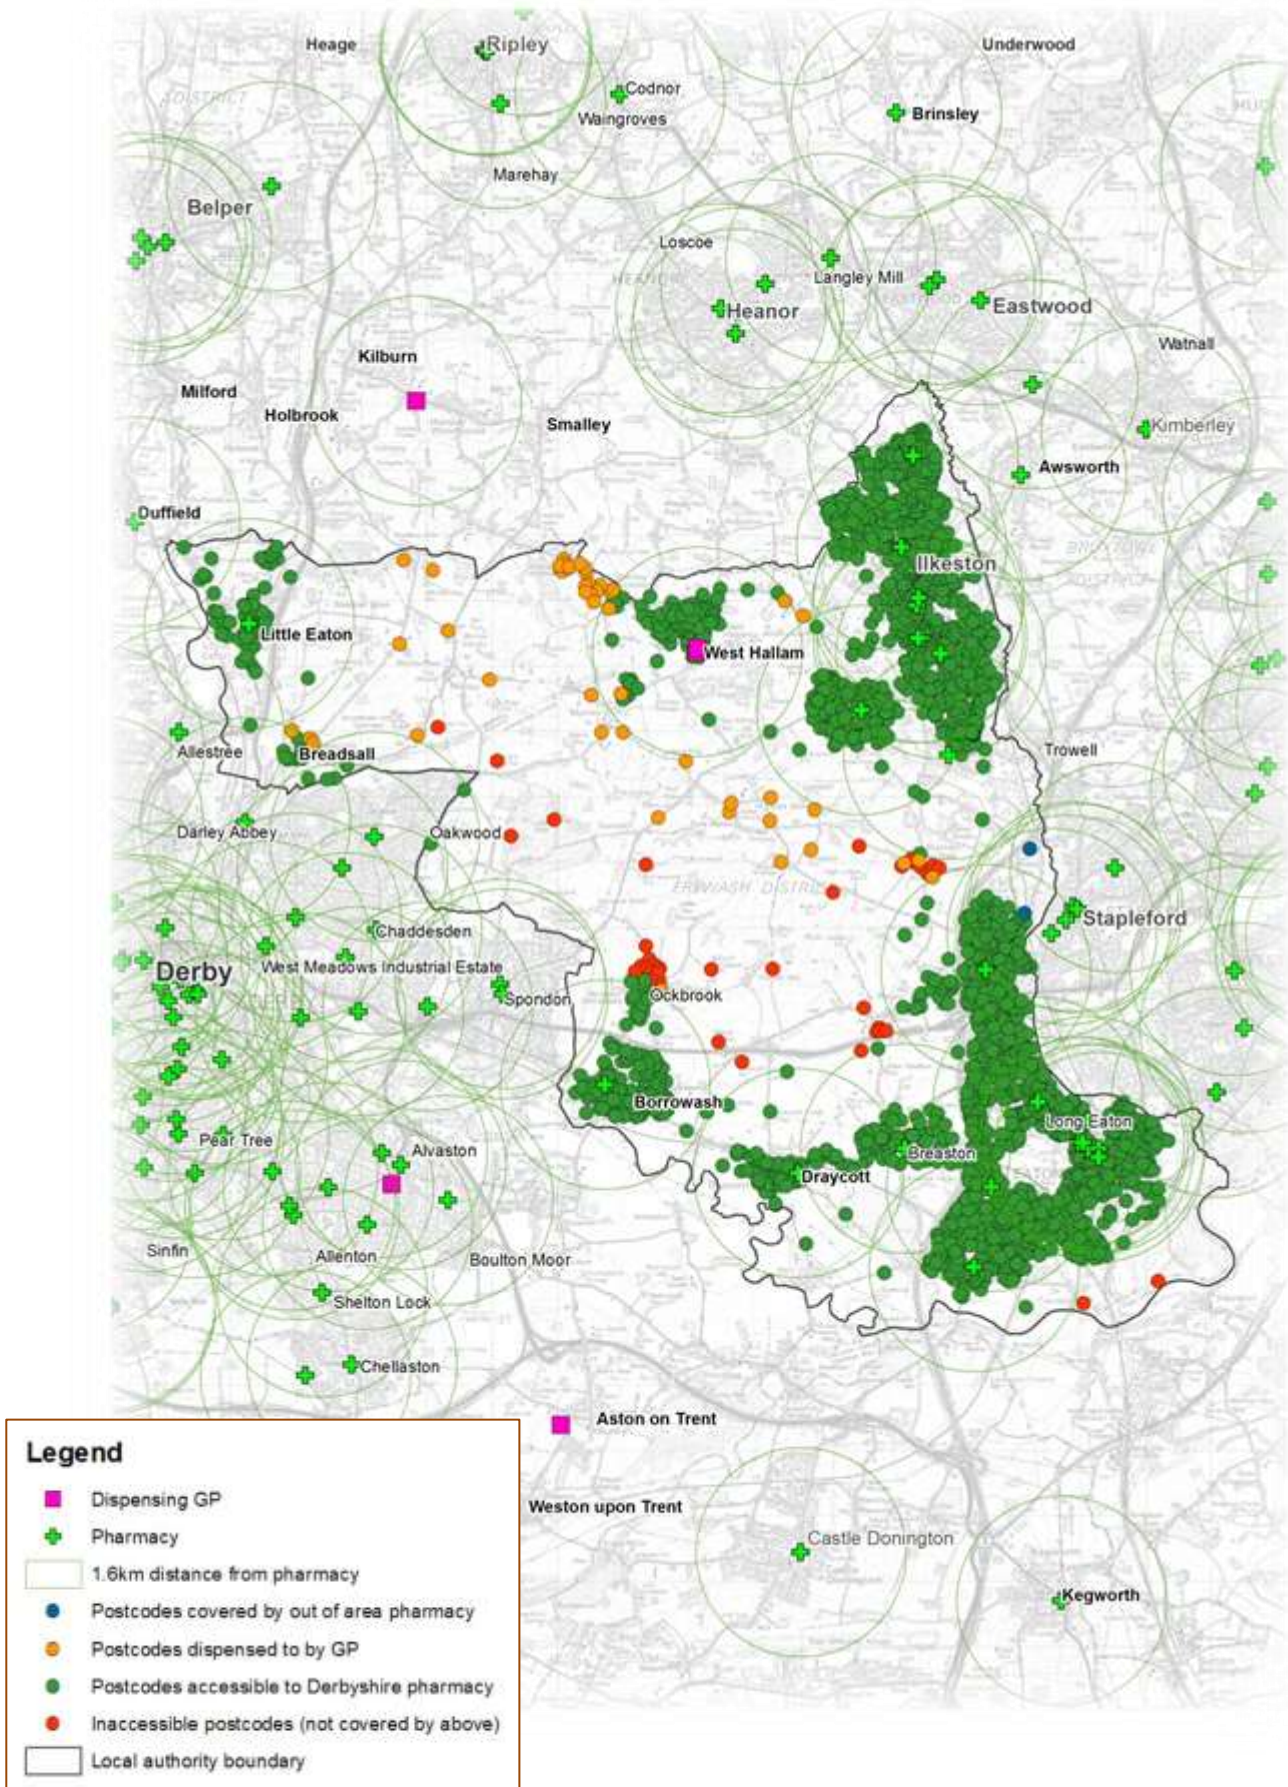 Heage
Ripley
Underwood
Codnor
Waingroves
Brinsley
Marehay
Belper
Loscoe
Langley Mill
Heanor
Eastwood
Watnall
Kilburn
Milford
Holbrook
Smalley
Kimberley
Awsworth
Duffield
Ilkeston
Little Eaton
West Hallam
Allestree
Breadsall
Trowell
Darley Abbey
Oakwood
EREWASH DISTRICT
Stapleford
Chaddesden
Derby
West Meadows Industrial Estate
Spondon
Ockbrook
Borrowash
Long Eaton
Pear Tree
Alvaston
Breaston
Draycott
Sinfin
Allenton
Boulton Moor
Shelton Lock
Chellaston
Aston on Trent
Weston upon Trent
Castle Donington
Kegworth
Legend
Dispensing GP
Pharmacy
1.6km distance from pharmacy
Postcodes covered by out of area pharmacy
Postcodes dispensed to by GP
Postcodes accessible to Derbyshire pharmacy
Inaccessible postcodes (not covered by above)
Local authority boundary